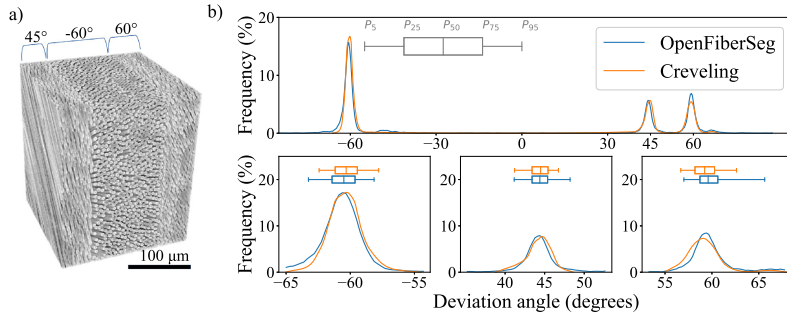 a)
45° -60° 60°
100 μm
b)
Frequency (%)
20
10
0
P5 P25 P50 P75 P95
OpenFiberSeg
Creveling
−60 −30 0 30 45 60
Frequency (%)
20
10
0
−65 −60 −55
20
10
0
40 45 50
20
10
0
55 60 65
Deviation angle (degrees)